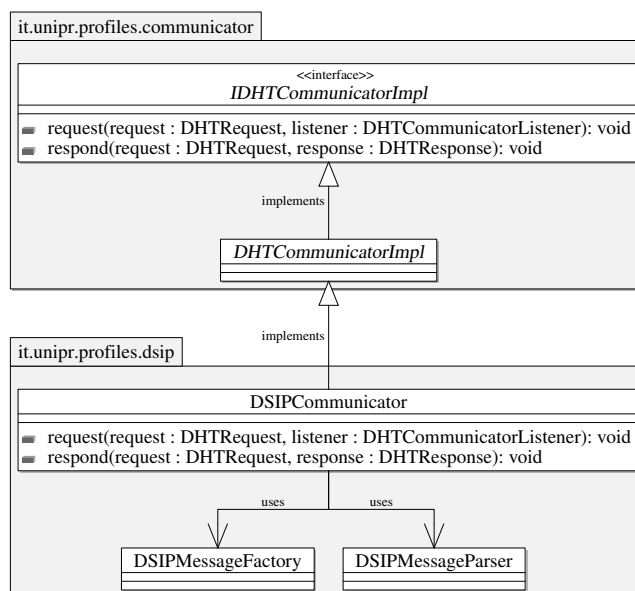 it.unipr.profiles.communicator
<<interface>>
IDHTCommunicatorImpl
request(request : DHTRequest, listener : DHTCommunicatorListener): void
respond(request : DHTRequest, response : DHTResponse): void
implements
DHTCommunicatorImpl
implements
it.unipr.profiles.dsip
DSIPCommunicator
request(request : DHTRequest, listener : DHTCommunicatorListener): void
respond(request : DHTRequest, response : DHTResponse): void
uses uses
DSIPMessageFactory DSIPMessageParser